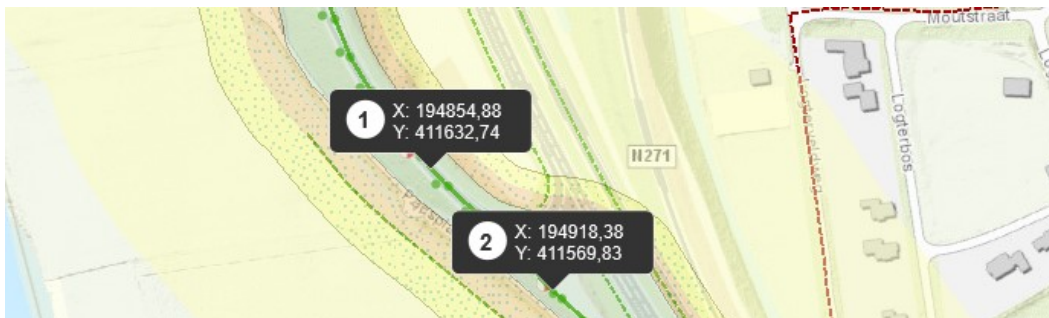 Moutstraat
1
X: 194854,88
Y: 411632,74
N271
Logterbos
2
X: 194918,38
Y: 411569,83